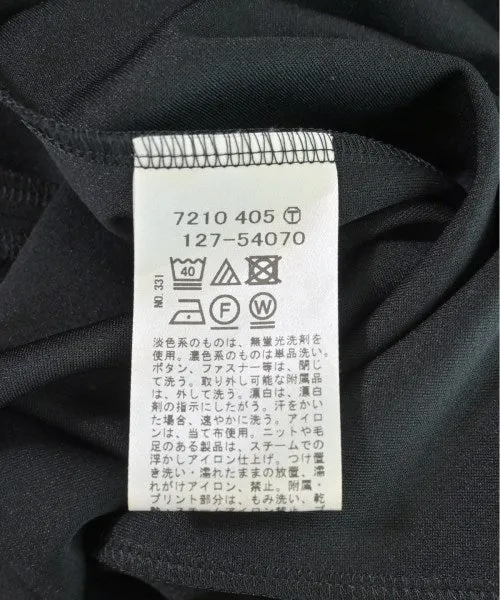 7210 405 Ⓣ
127-54070
NO.331
40
F
W
淡色系のものは、無蛍光洗剤を
使用。濃色系のものは単品洗い。
ボタン、ファスナー等は、閉じ
て洗う。取り外し可能な附属品
は、外して洗う。漂白は、漂白
剤の指示にしたがう。汗をかい
た場合、速やかに洗う。アイロ
ンは、当て布使用。ニットや毛
足のある製品は、スチームでの
浮かしアイロン仕上げ。つけ置
き洗い・濡れたままの放置、濡
れがけアイロン、禁止。附属・
プリント部分は、もみ洗い、乾